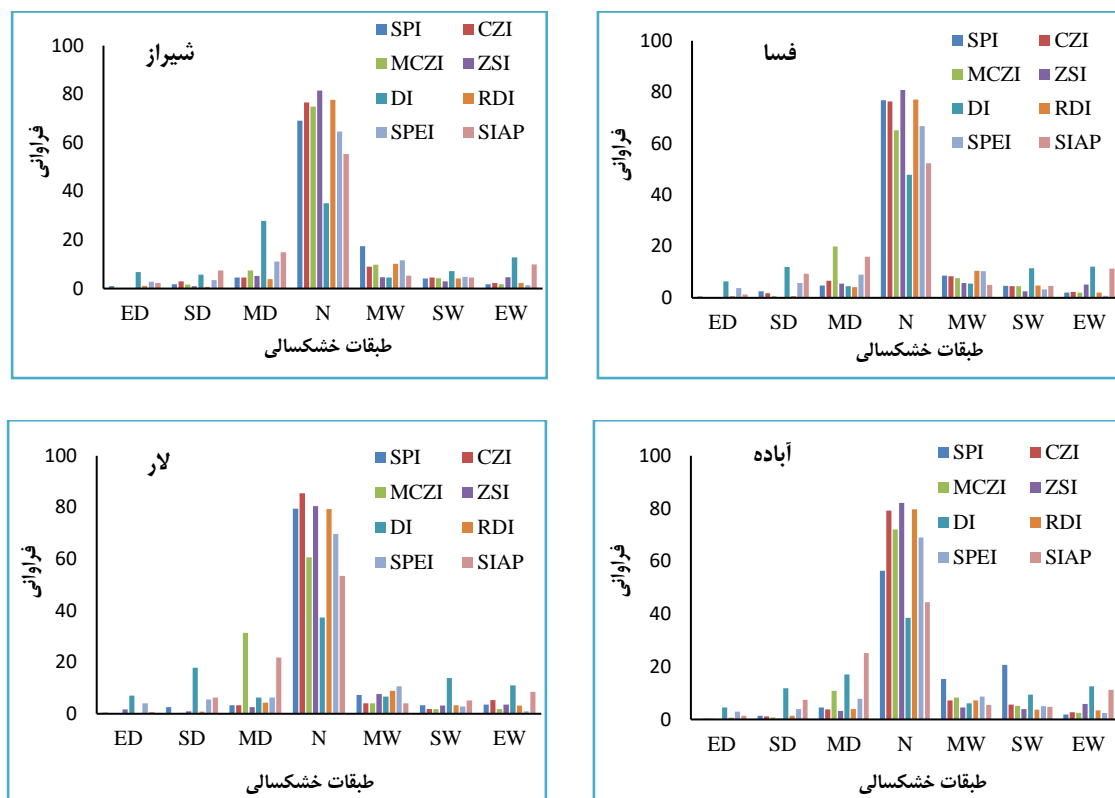 شیراز
SPI CZI
MCZI ZSI
DI RDI
SPEI SIAP
فراوانی
100
80
60
40
20
0
ED SD MD N MW SW EW
طبقات خشکسالی
فسا
SPI CZI
MCZI ZSI
DI RDI
SPEI SIAP
فراوانی
100
80
60
40
20
0
ED SD MD N MW SW EW
طبقات خشکسالی
لار
SPI CZI
MCZI ZSI
DI RDI
SPEI SIAP
فراوانی
100
80
60
40
20
0
ED SD MD N MW SW EW
طبقات خشکسالی
آباده
SPI CZI
MCZI ZSI
DI RDI
SPEI SIAP
فراوانی
100
80
60
40
20
0
ED SD MD N MW SW EW
طبقات خشکسالی